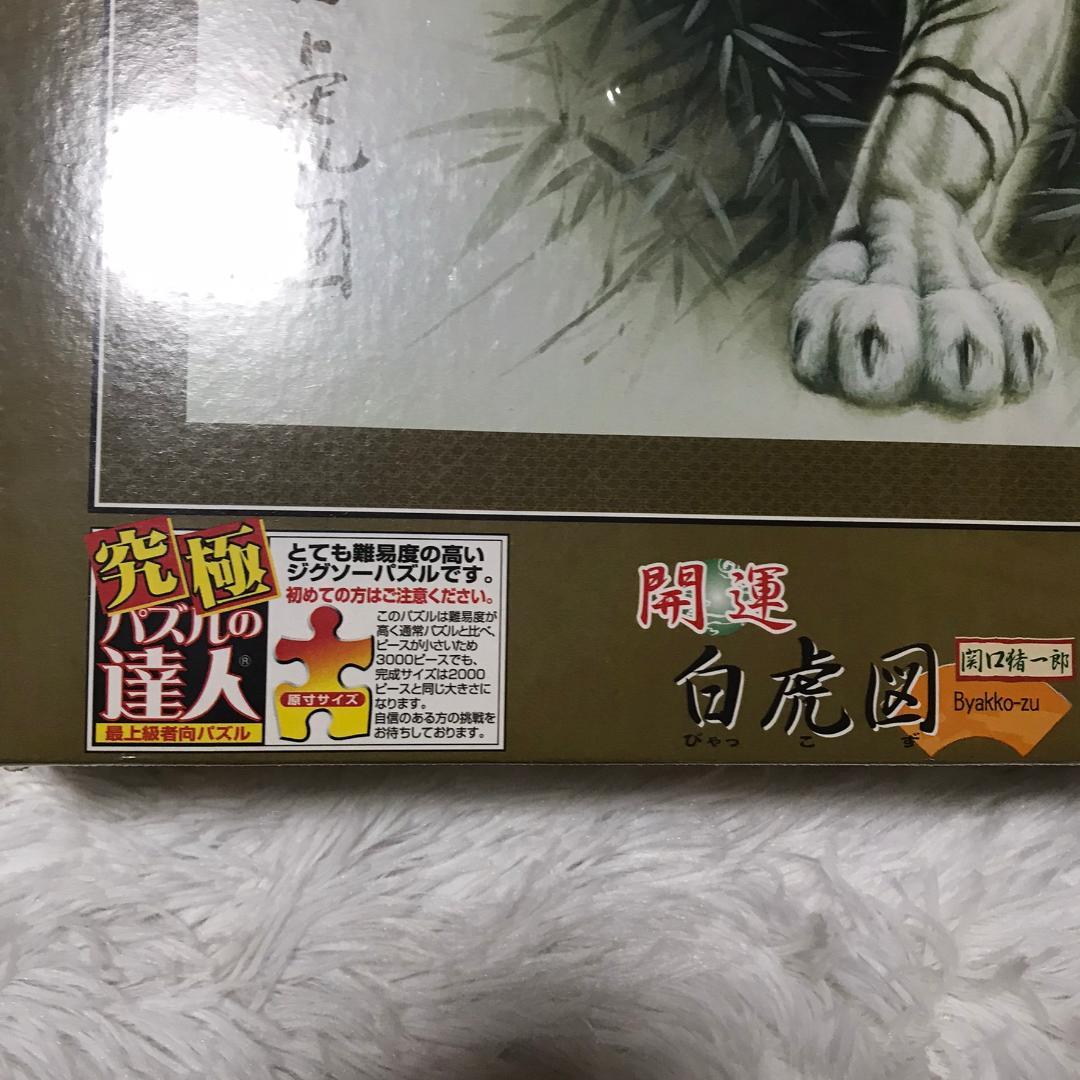 虎図
究極
パズルの
達人®
最上級者向パズル
とても難易度の高い
ジグソーパズルです。
初めての方はご注意ください。
原寸サイズ
このパズルは難易度が
高く通常パズルと比べ、
ピースが小さいため
3000ピースでも、
完成サイズは2000
ピースと同じ大きさに
なります。
自信のある方の挑戦を
お待ちしております。
開運
白虎図
びゃっこず
関口猪一郎
Byakko-zu